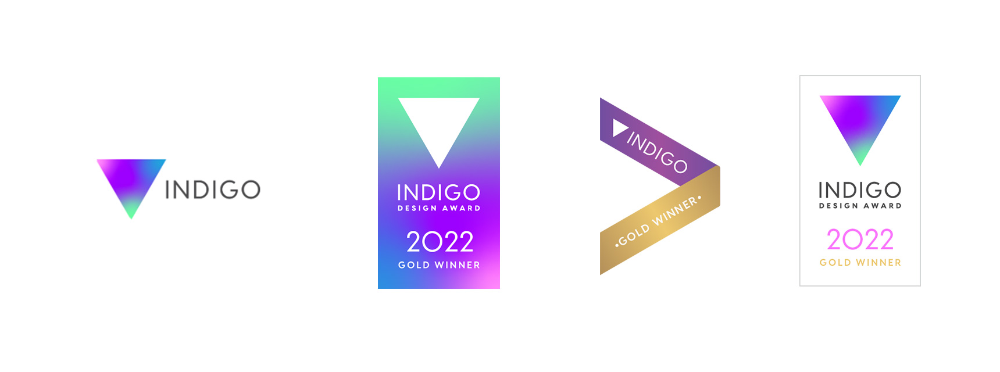 INDIGO
INDIGO
DESIGN AWARD
2022
GOLD WINNER
INDIGO
•GOLD WINNER•
INDIGO
DESIGN AWARD
2022
GOLD WINNER